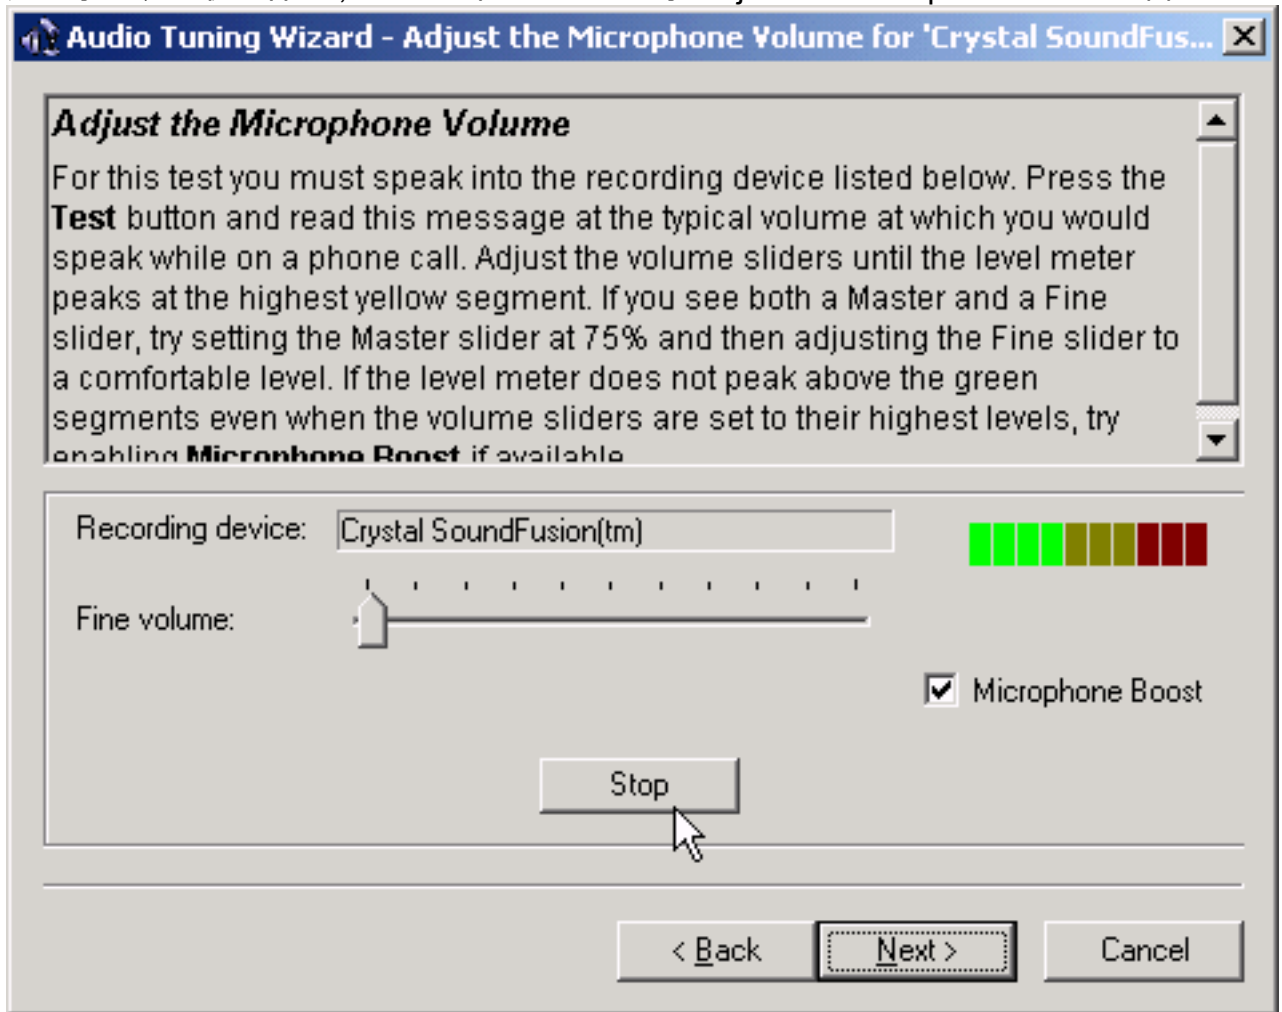 Audio Tuning Wizard - Adjust the Microphone Volume for 'Crystal SoundFus...
Adjust the Microphone Volume
For this test you must speak into the recording device listed below. Press the
Test button and read this message at the typical volume at which you would
speak while on a phone call. Adjust the volume sliders until the level meter
peaks at the highest yellow segment. If you see both a Master and a Fine
slider, try setting the Master slider at 75% and then adjusting the Fine slider to
a comfortable level. If the level meter does not peak above the green
segments even when the volume sliders are set to their highest levels, try
enabling Microphone Boost if available
Recording device:
Crystal SoundFusion(tm)
Fine volume:
Microphone Boost
Stop
< Back
Next >
Cancel